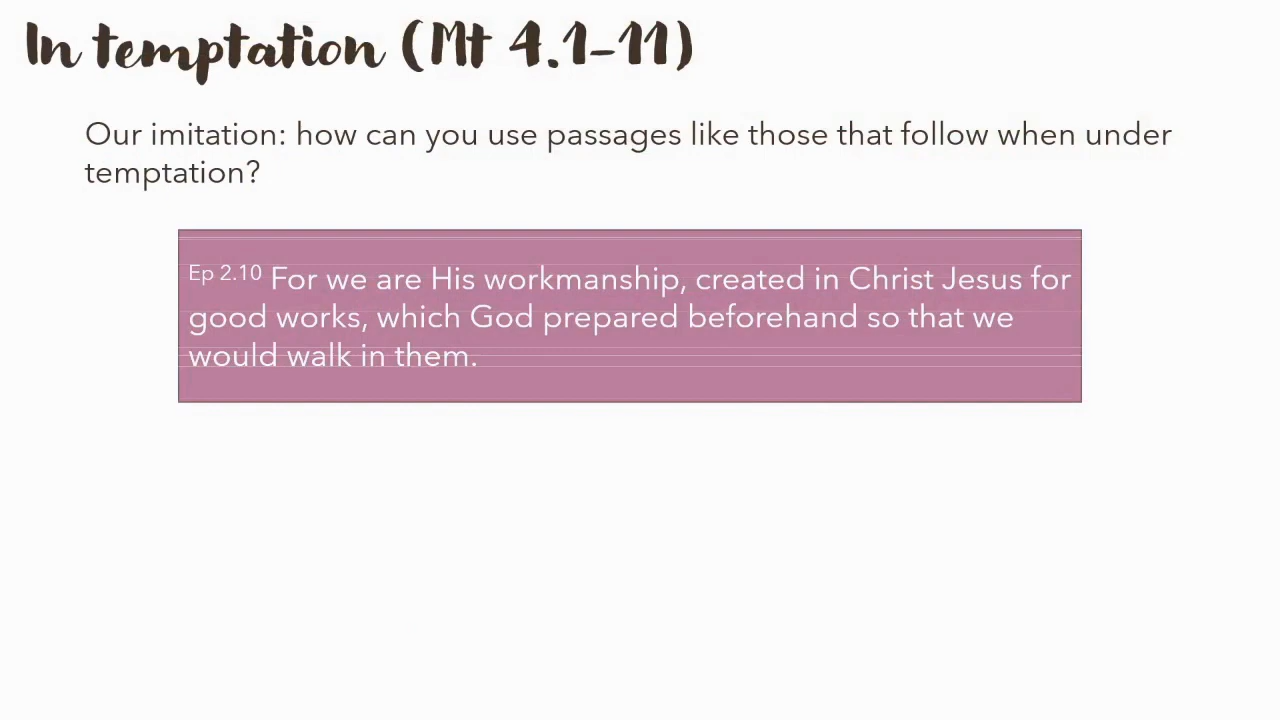 In temptation (Mt 4.1-11)
Our imitation: how can you use passages like those that follow when under
temptation?
Ep 2.10 For we are His workmanship, created in Christ Jesus for
good works, which God prepared beforehand so that we
would walk in them.